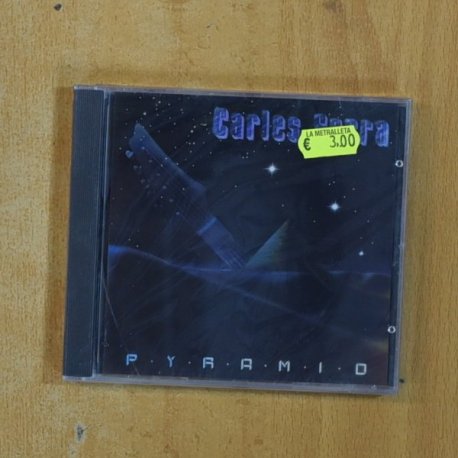 Carles
LA METRALLETA
€ 3.00
P·Y·R·A·M·I·D